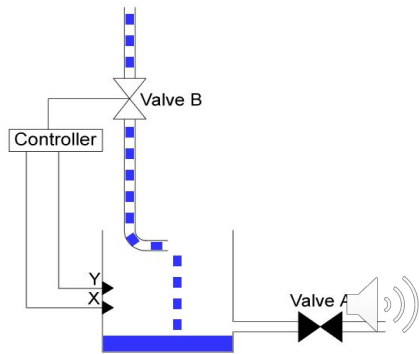 Valve B
Controller
Y
X
Valve A